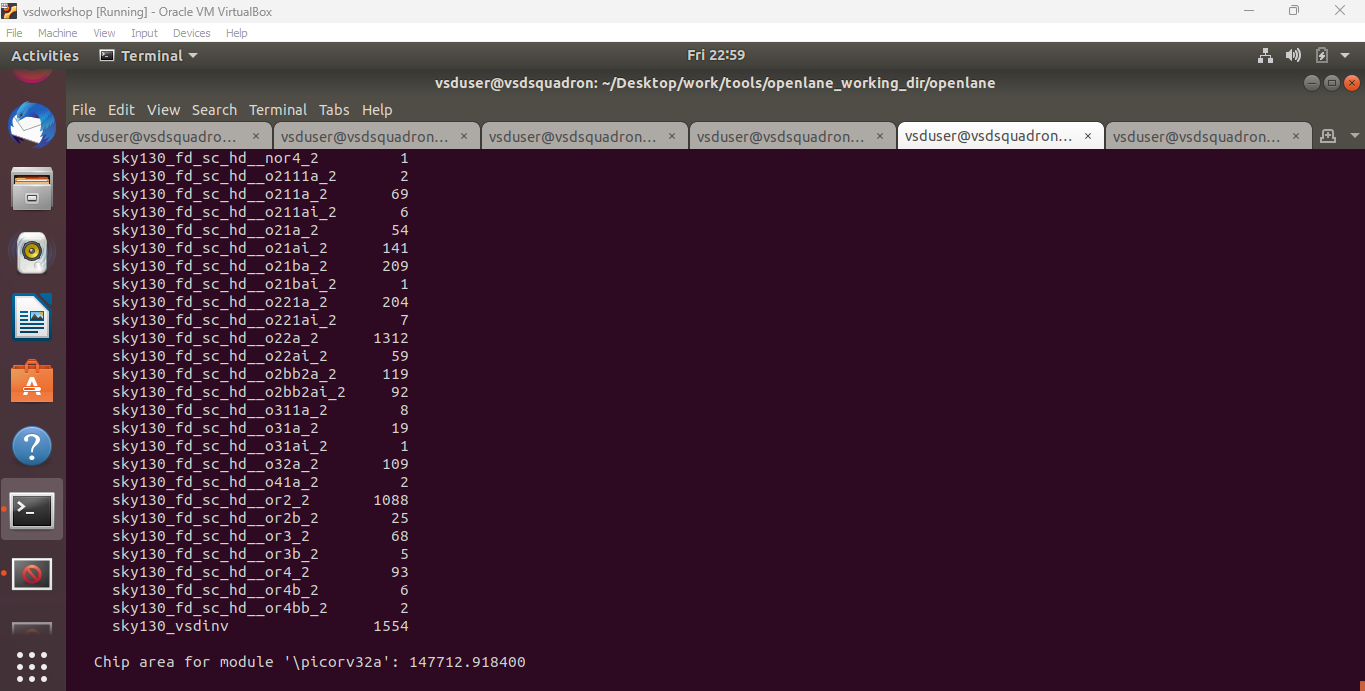 vsdworkshop [Running] - Oracle VM VirtualBox
File Machine View Input Devices Help
Activities Terminal Fri 22:59
vsduser@vsdsquadron: ~/Desktop/work/tools/openlane_working_dir/openlane
File Edit View Search Terminal Tabs Help
vsduser@vsdsquadro... × vsduser@vsdsquadron... × vsduser@vsdsquadron... × vsduser@vsdsquadron... × vsduser@vsdsquadron... × vsduser@vsdsquadron... ×
sky130_fd_sc_hd__nor4_2 1
sky130_fd_sc_hd__o2111a_2 2
sky130_fd_sc_hd__o211a_2 69
sky130_fd_sc_hd__o211ai_2 6
sky130_fd_sc_hd__o21a_2 54
sky130_fd_sc_hd__o21ai_2 141
sky130_fd_sc_hd__o21ba_2 209
sky130_fd_sc_hd__o21bai_2 1
sky130_fd_sc_hd__o221a_2 204
sky130_fd_sc_hd__o221ai_2 7
sky130_fd_sc_hd__o22a_2 1312
sky130_fd_sc_hd__o22ai_2 59
sky130_fd_sc_hd__o2bb2a_2 119
sky130_fd_sc_hd__o2bb2ai_2 92
sky130_fd_sc_hd__o311a_2 8
sky130_fd_sc_hd__o31a_2 19
sky130_fd_sc_hd__o31ai_2 1
sky130_fd_sc_hd__o32a_2 109
sky130_fd_sc_hd__o41a_2 2
sky130_fd_sc_hd__or2_2 1088
sky130_fd_sc_hd__or2b_2 25
sky130_fd_sc_hd__or3_2 68
sky130_fd_sc_hd__or3b_2 5
sky130_fd_sc_hd__or4_2 93
sky130_fd_sc_hd__or4b_2 6
sky130_fd_sc_hd__or4bb_2 2
sky130_vsdinv 1554
Chip area for module '\picorv32a': 147712.918400